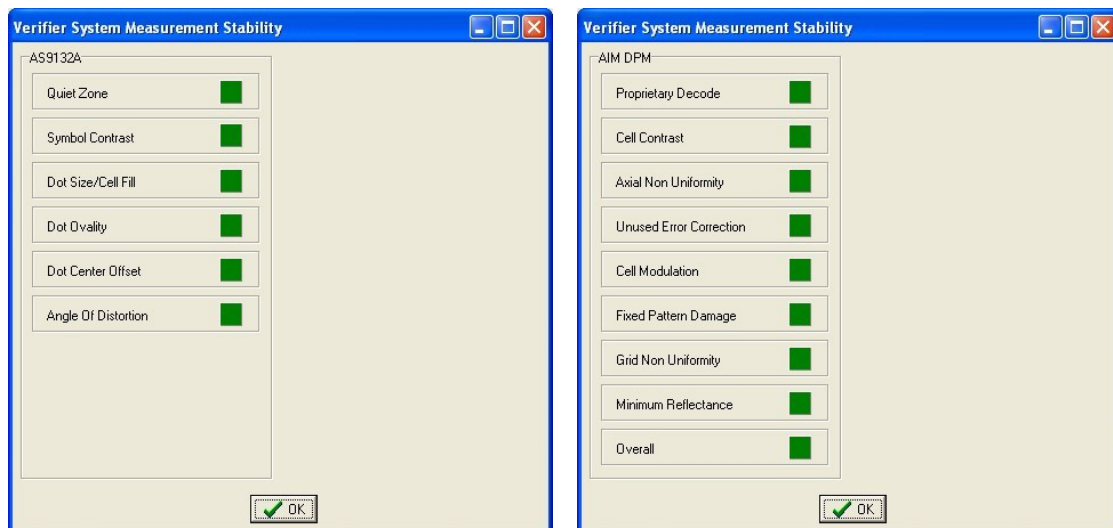 Verifier System Measurement Stability
AS9132A
Quiet Zone
Symbol Contrast
Dot Size/Cell Fill
Dot Ovality
Dot Center Offset
Angle Of Distortion
OK
Verifier System Measurement Stability
AIM DPM
Proprietary Decode
Cell Contrast
Axial Non Uniformity
Unused Error Correction
Cell Modulation
Fixed Pattern Damage
Grid Non Uniformity
Minimum Reflectance
Overall
OK